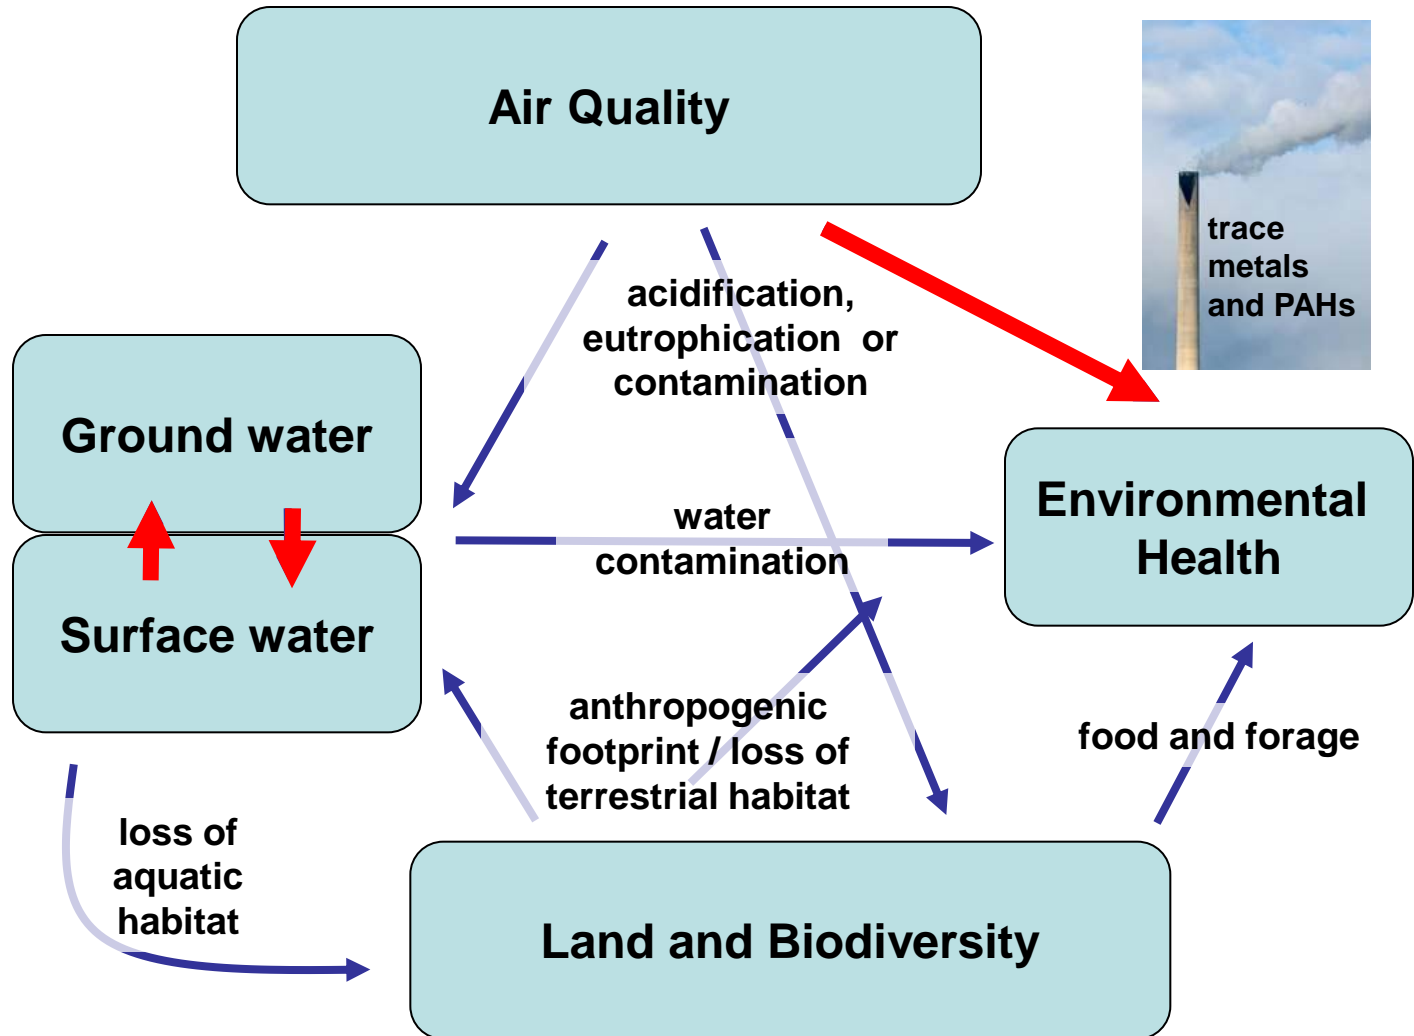 Air Quality
trace
metals
and PAHs
acidification,
eutrophication or
contamination
Ground water
water
contamination
Environmental
Health
Surface water
anthropogenic
footprint / loss of
terrestrial habitat
food and forage
loss of
aquatic
habitat
Land and Biodiversity